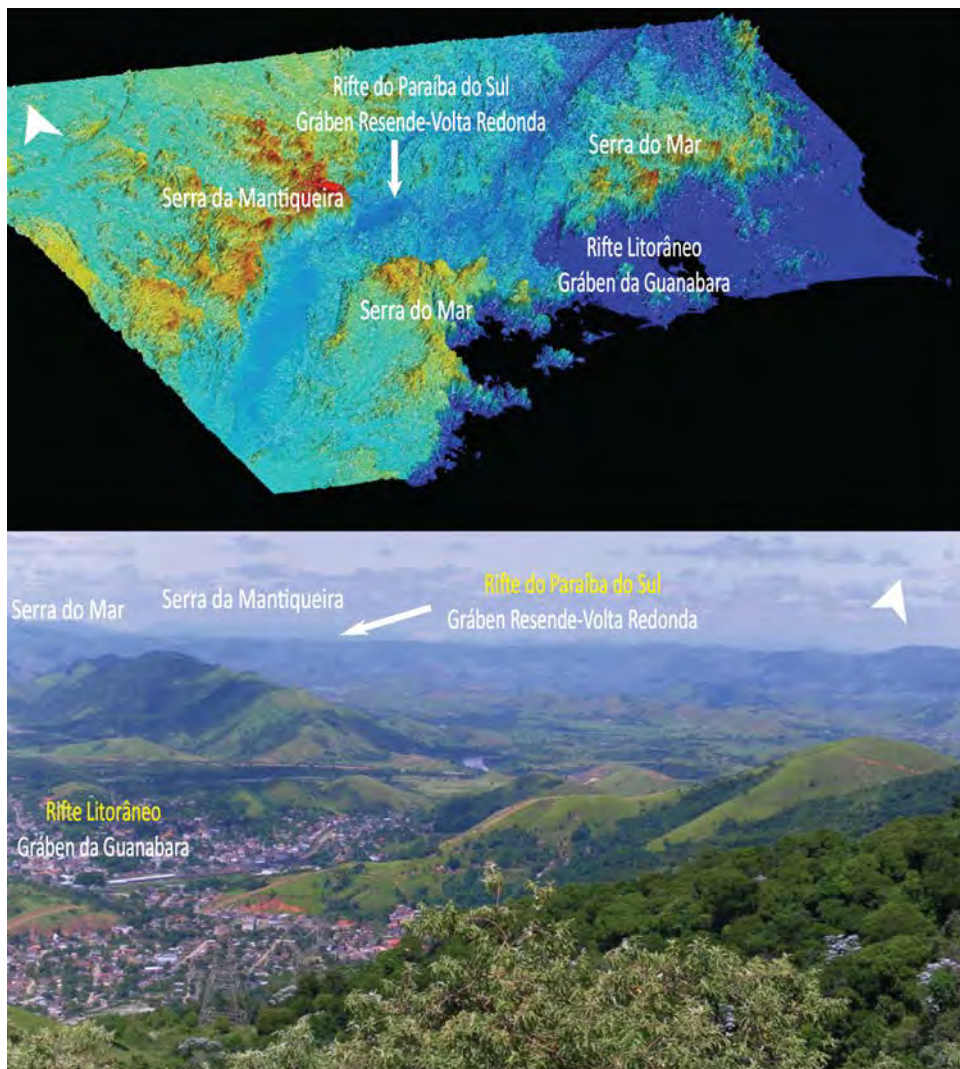 Rifte do Paraíba do Sul
Gráben Resende-Volta Redonda
Serra do Mar
Serra da Mantiqueira
Rifte Litorâneo
Gráben da Guanabara
Serra do Mar
Rifte do Paraíba do Sul
Serra da Mantiqueira
Serra do Mar
Gráben Resende-Volta Redonda
Rifte Litorâneo
Gráben da Guanabara